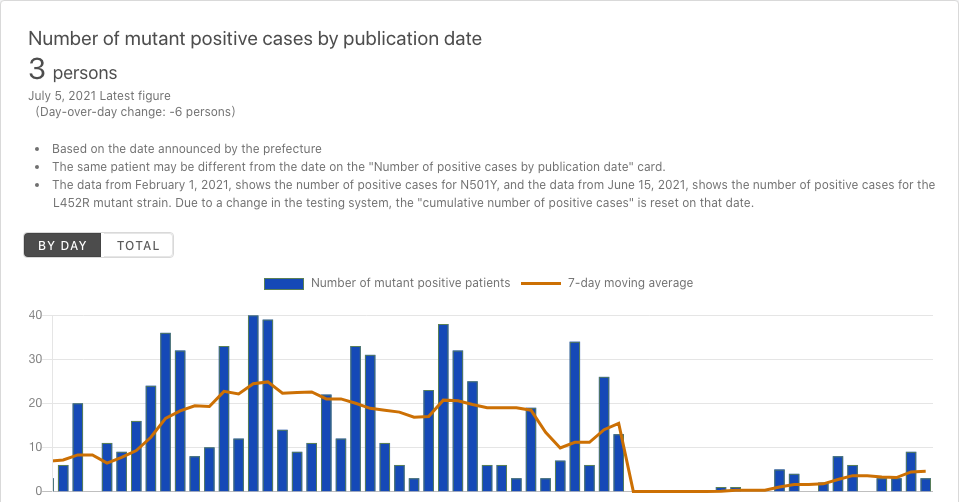 Number of mutant positive cases by publication date
3 persons
July 5, 2021 Latest figure
(Day-over-day change: -6 persons)
• Based on the date announced by the prefecture
• The same patient may be different from the date on the "Number of positive cases by publication date" card.
• The data from February 1, 2021, shows the number of positive cases for N501Y, and the data from June 15, 2021, shows the number of positive cases for the
L452R mutant strain. Due to a change in the testing system, the "cumulative number of positive cases" is reset on that date.
BY DAY TOTAL
Number of mutant positive patients 7-day moving average
40
30
20
10
0